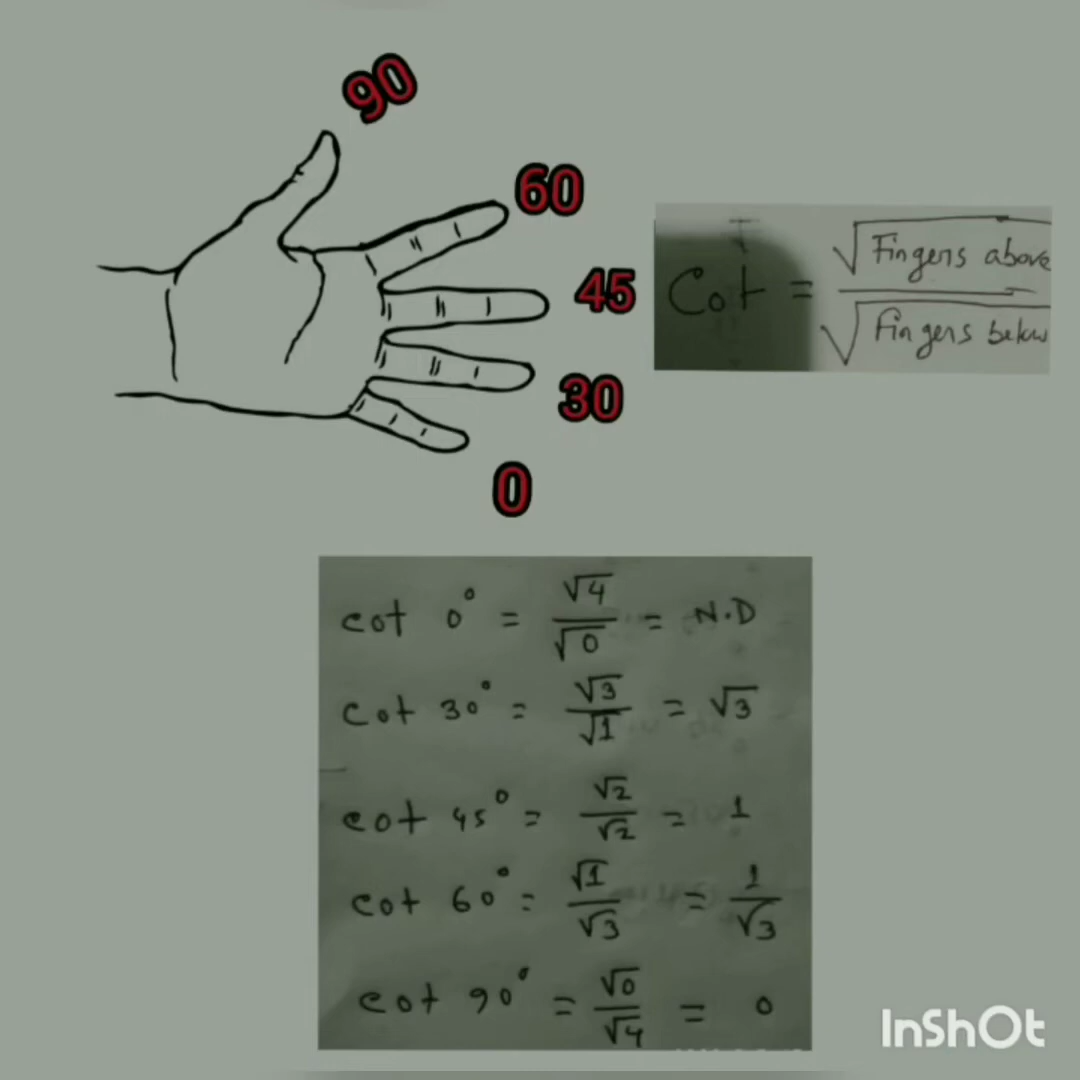 90
60
45
30
0
Cot = √Fingers above / √Fingers below
cot 0° = √4/√0 = N.D
cot 30° = √3/√1 = √3
cot 45° = √2/√2 = 1
cot 60° = √1/√3 = 1/√3
cot 90° = √0/√4 = 0
InShOt